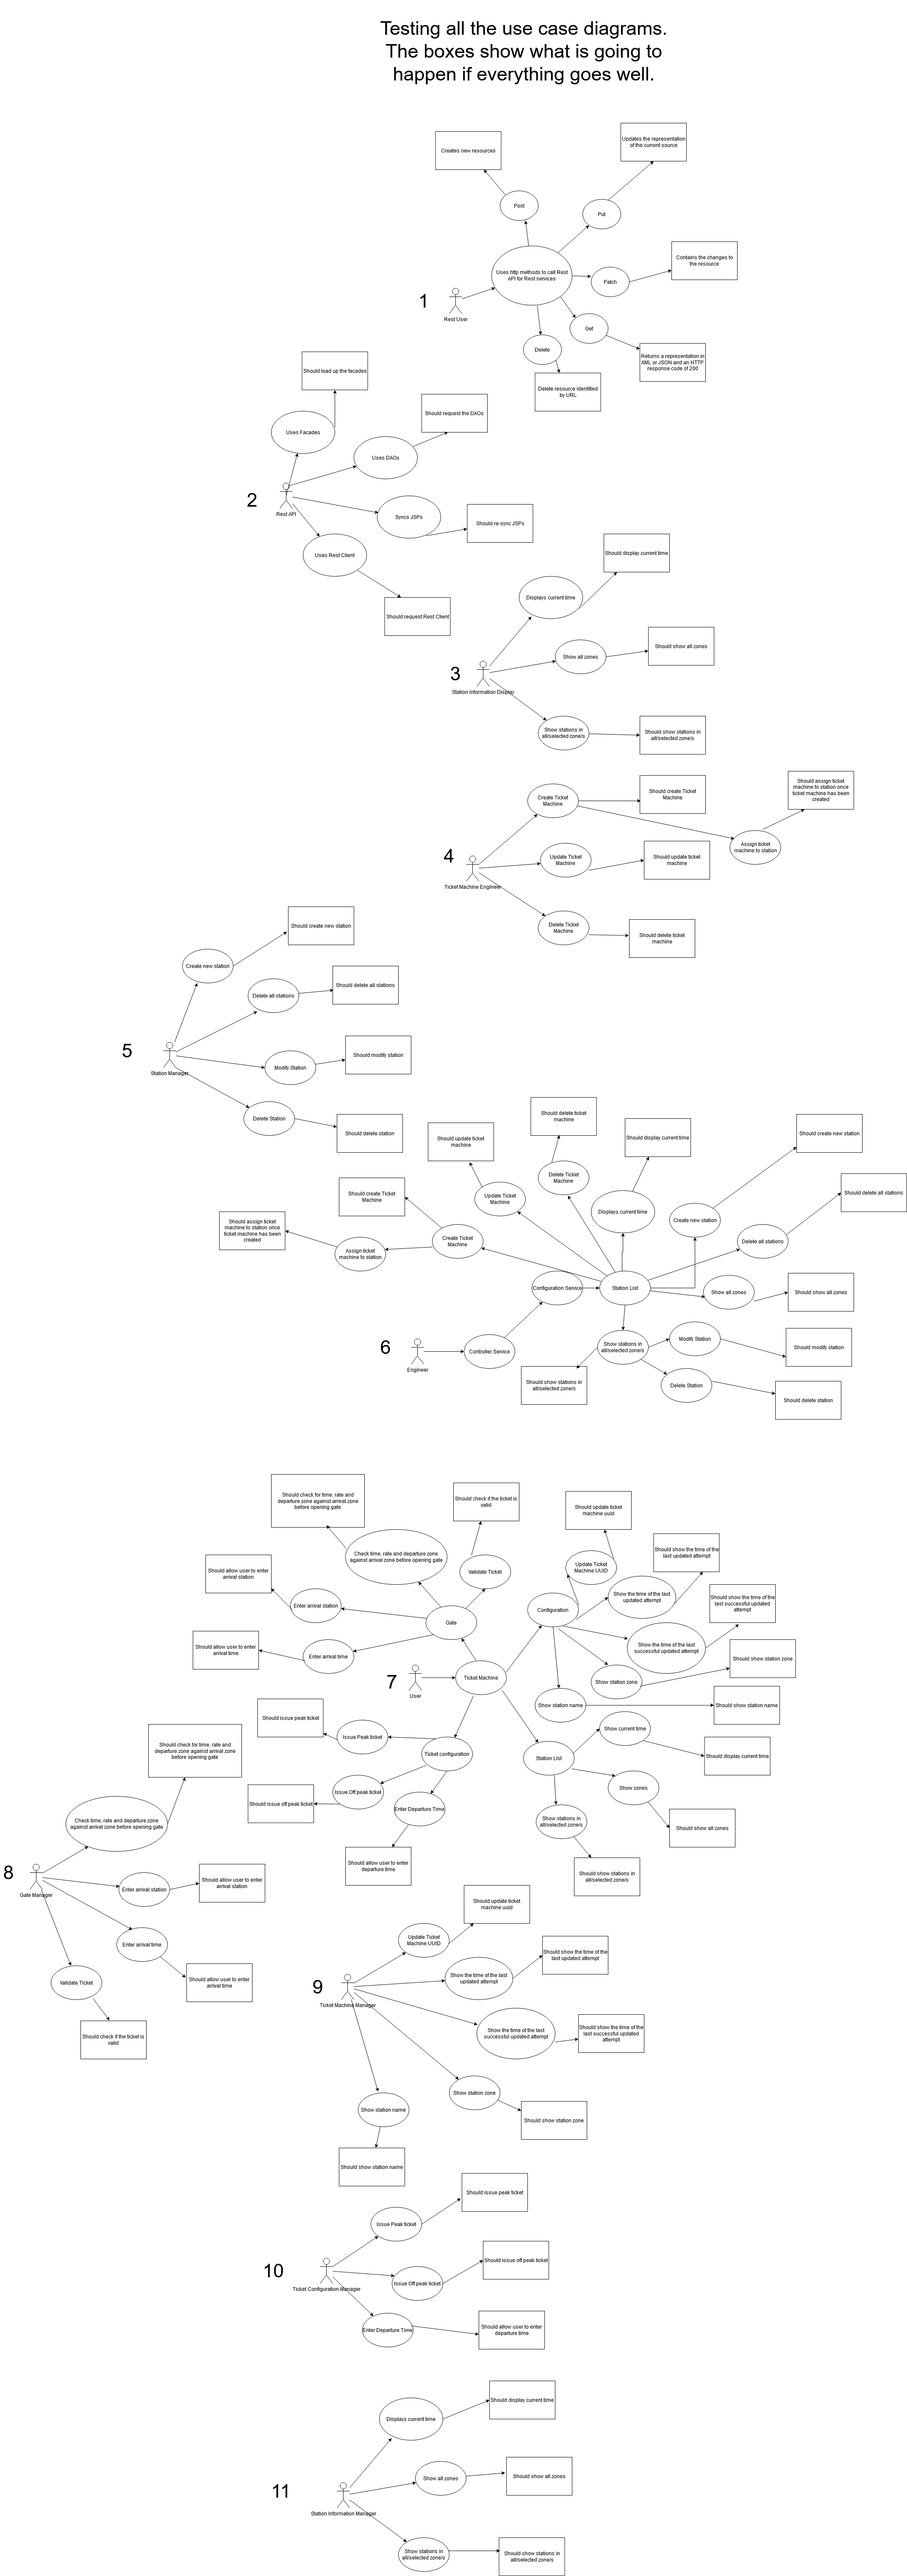 Testing all the use case diagrams.
The boxes show what is going to
happen if everything goes well.
Creates new resources
Updates the representation
of the current source
Post
Put
Uses http methods to call Rest
API for Rest services
Contains the changes to
the resource
Patch
1
Rest User
Get
Delete
Returns a representation in
XML or JSON and an HTTP
response code of 200
Delete resource identified
by URL
Should load up the facades
Should request the DAOs
Uses Facades
Uses DAOs
2
Rest API
Syncs JSPs
Should re-sync JSPs
Uses Rest Client
Should request Rest Client
Should display current time
Displays current time
Should show all zones
Show all zones
3
Station Information Display
Show stations in
all/selected zone/s
Should show stations in
all/selected zone/s
Create Ticket
Machine
Should create Ticket
Machine
Should assign ticket
machine to station once
ticket machine has been
created
Assign ticket
machine to station
4
Ticket Machine Engineer
Update Ticket
Machine
Should update ticket
machine
Delete Ticket
Machine
Should delete ticket
machine
Should create new station
Create new station
Delete all stations
Should delete all stations
5
Station Manager
Modify Station
Should modify station
Delete Station
Should delete station
Should update ticket
machine
Should delete ticket
machine
Should display current time
Should create new station
Should create Ticket
Machine
Update Ticket
Machine
Delete Ticket
Machine
Displays current time
Create new station
Should delete all stations
Should assign ticket
machine to station once
ticket machine has been
created
Assign ticket
machine to station
Create Ticket
Machine
Delete all stations
Configuration Service
Station List
Show all zones
Should show all zones
6
Engineer
Controller Service
Show stations in
all/selected zone/s
Modify Station
Should modify station
Should show stations in
all/selected zone/s
Delete Station
Should delete station
Should check for time, rate and
departure zone against arrival zone
before opening gate
Should check if the ticket is
valid
Should update ticket
machine uuid
Check time, rate and departure zone
against arrival zone before opening gate
Validate Ticket
Update Ticket
Machine UUID
Should show the time of the
last updated attempt
Should allow user to enter
arrival station
Enter arrival station
Show the time of the last
updated attempt
Should show the time of the
last successful updated
attempt
Gate
Configuration
Should allow user to enter
arrival time
Enter arrival time
Show the time of the last
successful updated attempt
Should show station zone
7
User
Ticket Machine
Show station zone
Show station name
Should show station name
Should issue peak ticket
Issue Peak ticket
Ticket configuration
Station List
Show current time
Should display current time
Should issue off peak ticket
Issue Off peak ticket
Enter Departure Time
Show zones
Should show all zones
Should allow user to enter
departure time
Show stations in
all/selected zone/s
Should show stations in
all/selected zone/s
Should check for time, rate and
departure zone against arrival zone
before opening gate
Check time, rate and departure zone
against arrival zone before opening gate
8
Gate Manager
Enter arrival station
Should allow user to enter
arrival station
Enter arrival time
Should allow user to enter
arrival time
Validate Ticket
Should check if the ticket is
valid
Should update ticket
machine uuid
Update Ticket
Machine UUID
Should show the time of the
last updated attempt
Show the time of the last
updated attempt
9
Ticket Machine Manager
Show the time of the last
successful updated attempt
Should show the time of the
last successful updated
attempt
Show station zone
Should show station zone
Show station name
Should show station name
Should issue peak ticket
Issue Peak ticket
10
Ticket Configuration Manager
Issue Off peak ticket
Should issue off peak ticket
Enter Departure Time
Should allow user to enter
departure time
Should display current time
Displays current time
11
Station Information Manager
Show all zones
Should show all zones
Show stations in
all/selected zone/s
Should show stations in
all/selected zone/s